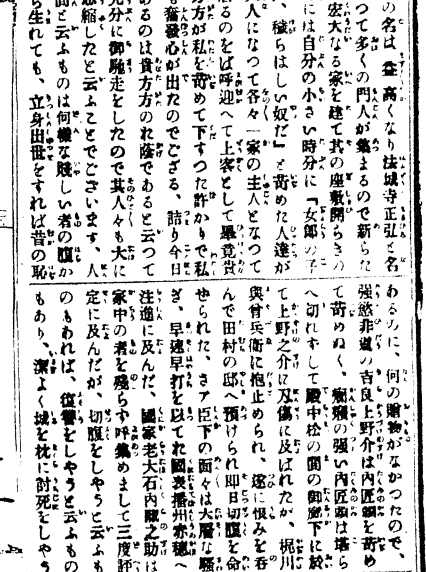 の名は、益高くなり法城寺正弘と名
つて多くの門人が集まるので新らた
宏大なる家を建て其の座敷開らきの
には自分の小さい時分に『女郎の子
、穢らはしい奴だ』と苛めた人達が
人になつて各々一家の主人となつて
居るのをば呼迎へて上客として畢竟貴
方が私を苛めて下すつた許かりで私
も奮發心が出たのでござる、詰り今日
あるのは貴方方のお蔭であると云つて
充分に御馳走をしたので其人々も大に
恐縮したと云ふことでございます、人
間と云ふものは何樣な賤しい者の腹か
ら生れても、立身出世をすれば昔の恥
あるのに、何の贈物がなかつたので、
強慾非道の吉良上野介は内匠頭を苛め
て苛めぬく、癇癪の強い内匠頭は堪ら
へ切れずして殿中松の間の御廊下に於
て上野之介に刃傷に及ばれたが、梶川
與曾兵衛に抱止められ、遂に恨みを呑
んで田村の邸へ預けられ即日切腹を命
せられた、さア臣下の面々は大層な騷
ぎ、早速早打を以てお國表播州赤穗へ
注進に及んだ、國家老大石内藏之助は
家中の者を殘らず呼集めまして三度評
定に及んだが、切腹をしやうと云ふも
のもあれば、復讐をしやうと云ふもの
もあり、潔よく城を枕に討死をしやう